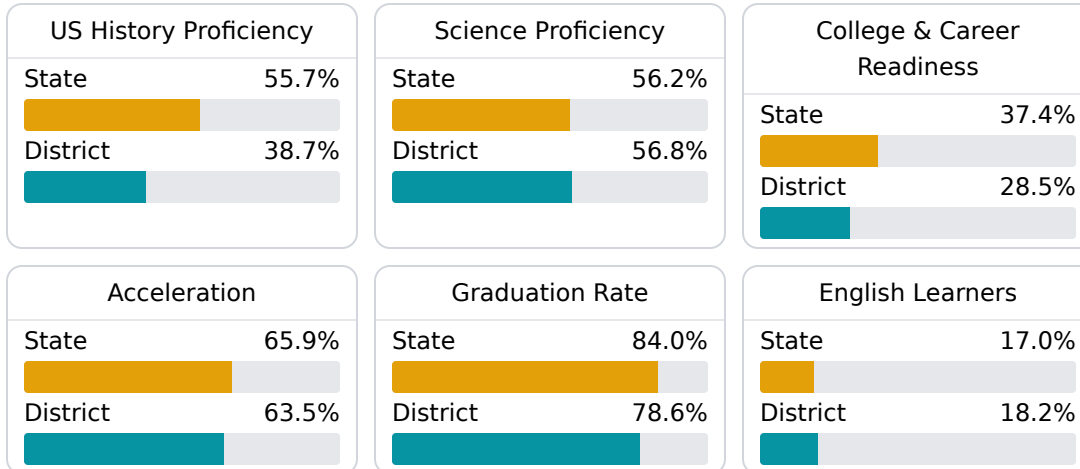 US History Proficiency
State 55.7%
District 38.7%
Science Proficiency
State 56.2%
District 56.8%
College & Career
Readiness
State 37.4%
District 28.5%
Acceleration
State 65.9%
District 63.5%
Graduation Rate
State 84.0%
District 78.6%
English Learners
State 17.0%
District 18.2%